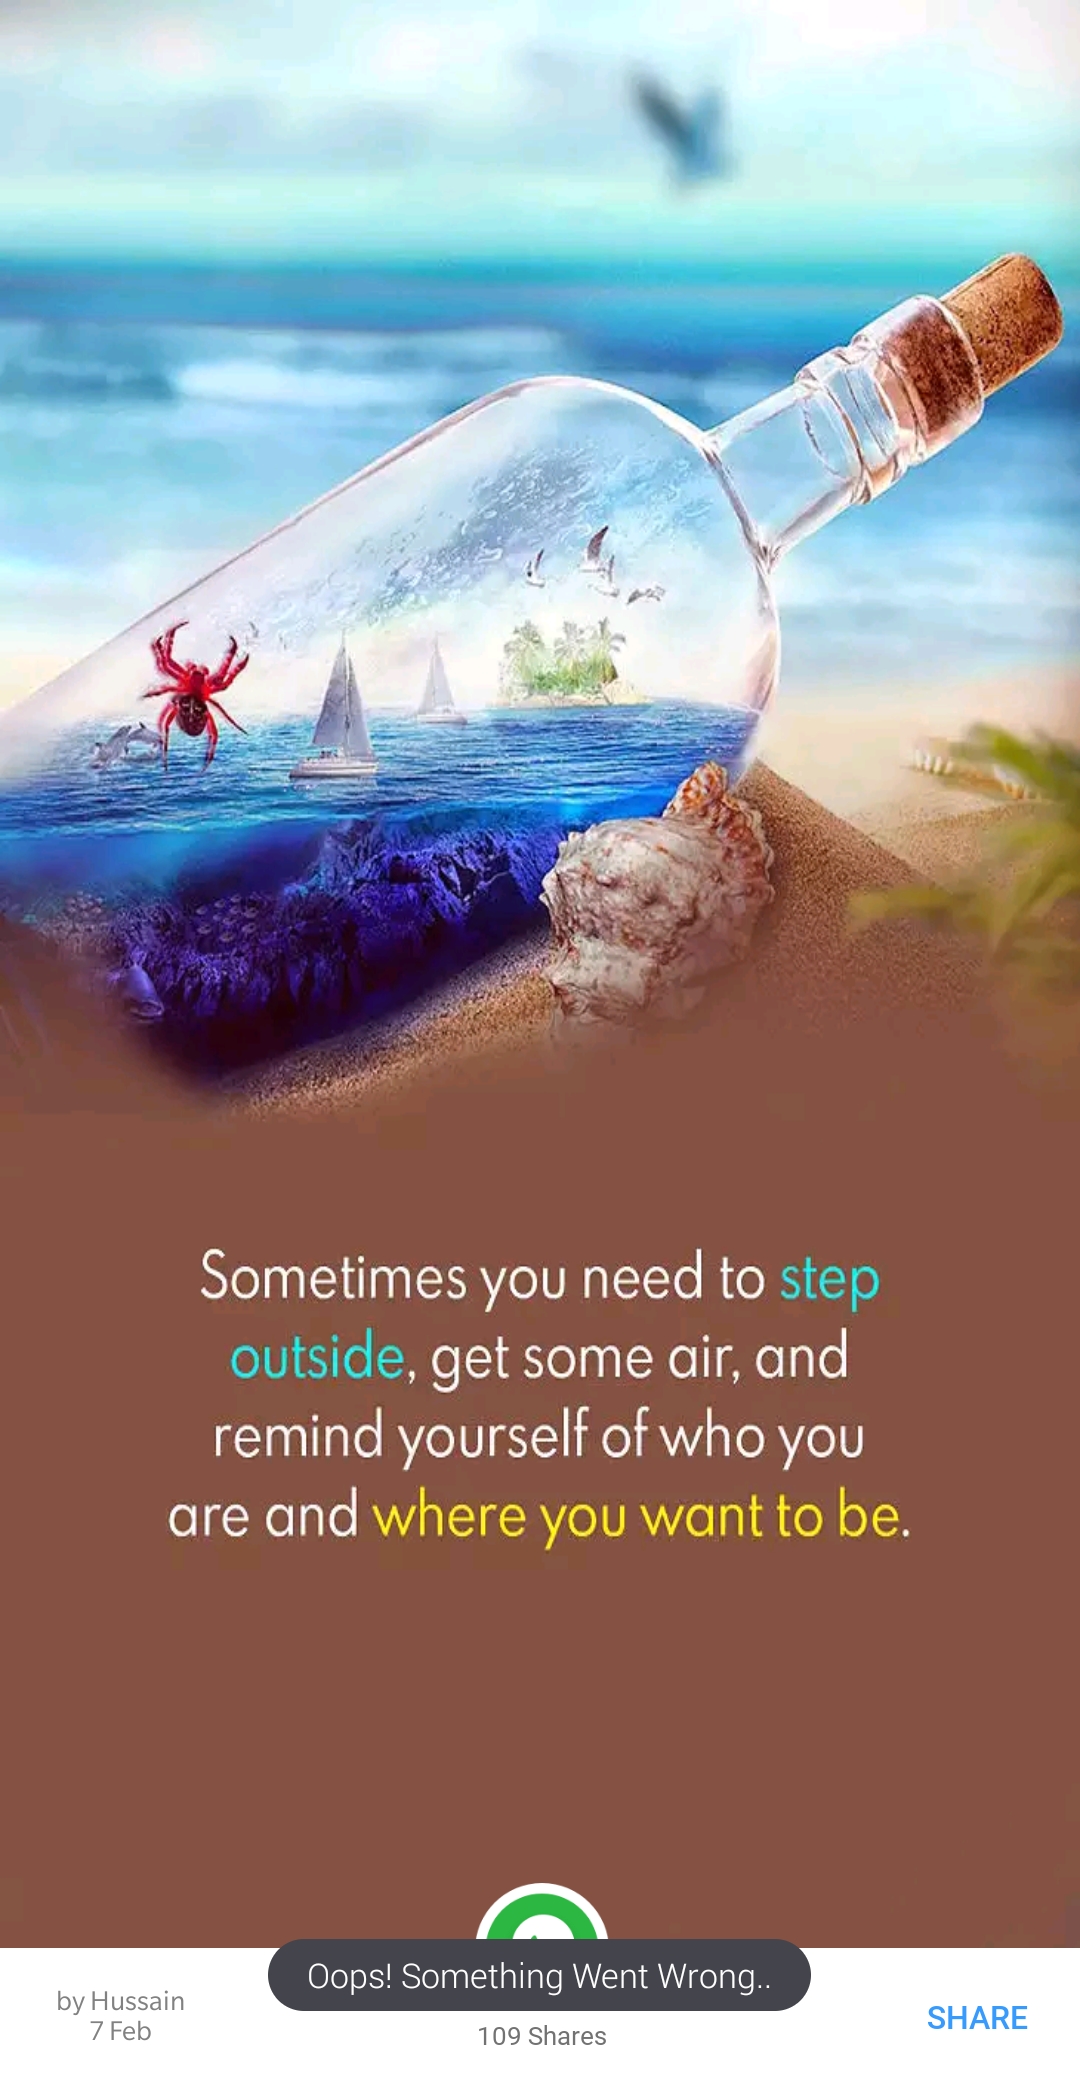 Sometimes you need to step
outside, get some air, and
remind yourself of who you
are and where you want to be.
Oops! Something Went Wrong..
by Hussain
7 Feb
109 Shares
SHARE